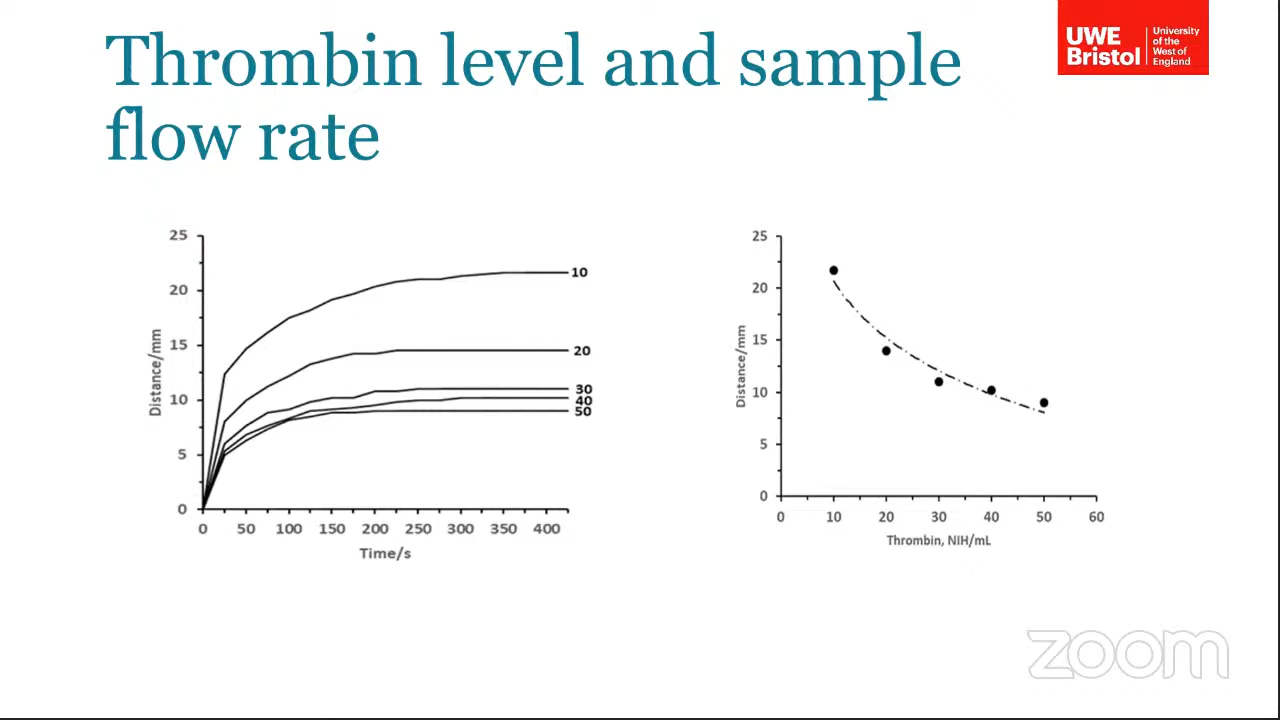 Thrombin level and sample
flow rate
UWE
Bristol
University
of the
West of
England
25
20
15
10
5
0
Distance/mm
0 50 100 150 200 250 300 350 400
Time/s
10
20
30
40
50
25
20
15
10
5
0
Distance/mm
0 10 20 30 40 50 60
Thrombin, NIH/mL
zoom